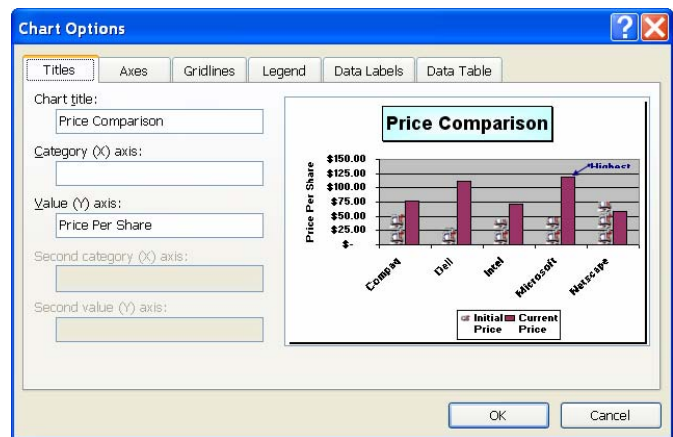 Chart Options
Titles
Axes
Gridlines
Legend
Data Labels
Data Table
Chart title:
Price Comparison
Category (X) axis:
Value (Y) axis:
Price Per Share
Second category (X) axis:
Second value (Y) axis:
Price Comparison
Price Per Share
$150.00
$125.00
$100.00
$75.00
$50.00
$25.00
$-
Highest
Compaq
Dell
Intel
Microsoft
Netscape
Initial Current
Price Price
OK
Cancel